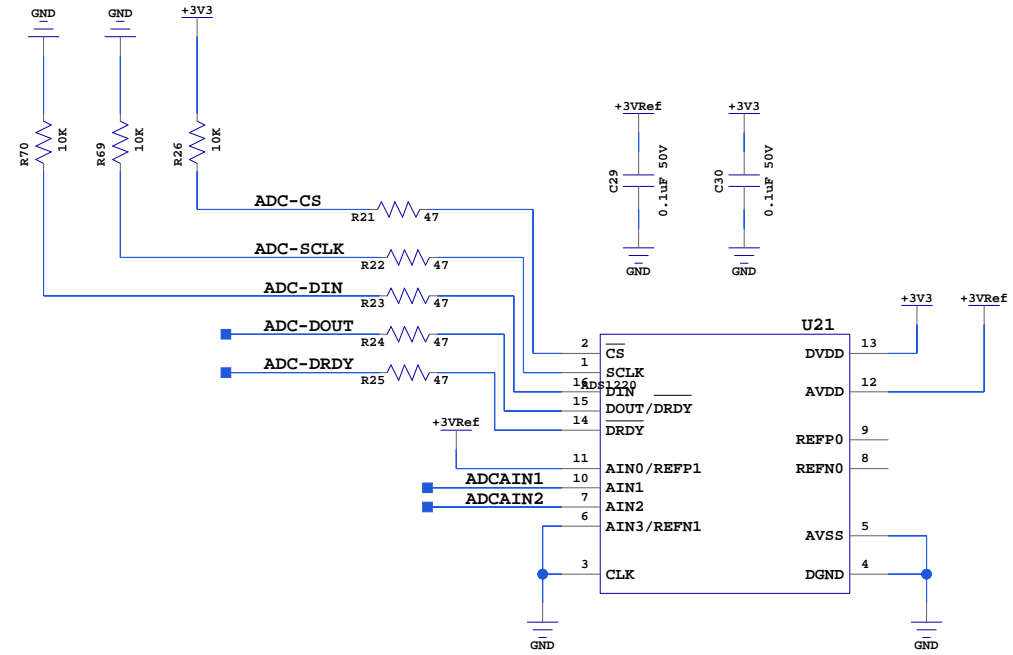 GND
GND
+3V3
R70
10K
R69
10K
R26
10K
+3VRef
+3V3
C29
0.1uF 50V
C30
0.1uF 50V
GND
GND
ADC-CS
R21
47
ADC-SCLK
R22
47
ADC-DIN
R23
47
ADC-DOUT
R24
47
ADC-DRDY
R25
47
+3V3
+3VRef
U21
2
CS
1
SCLK
16
DIN
ADS1220
15
DOUT/DRDY
14
DRDY
+3VRef
11
AIN0/REFP1
ADCAIN1
10
AIN1
ADCAIN2
7
AIN2
6
AIN3/REFN1
3
CLK
DVDD
13
AVDD
12
REFP0
9
REFN0
8
AVSS
5
DGND
4
GND
GND